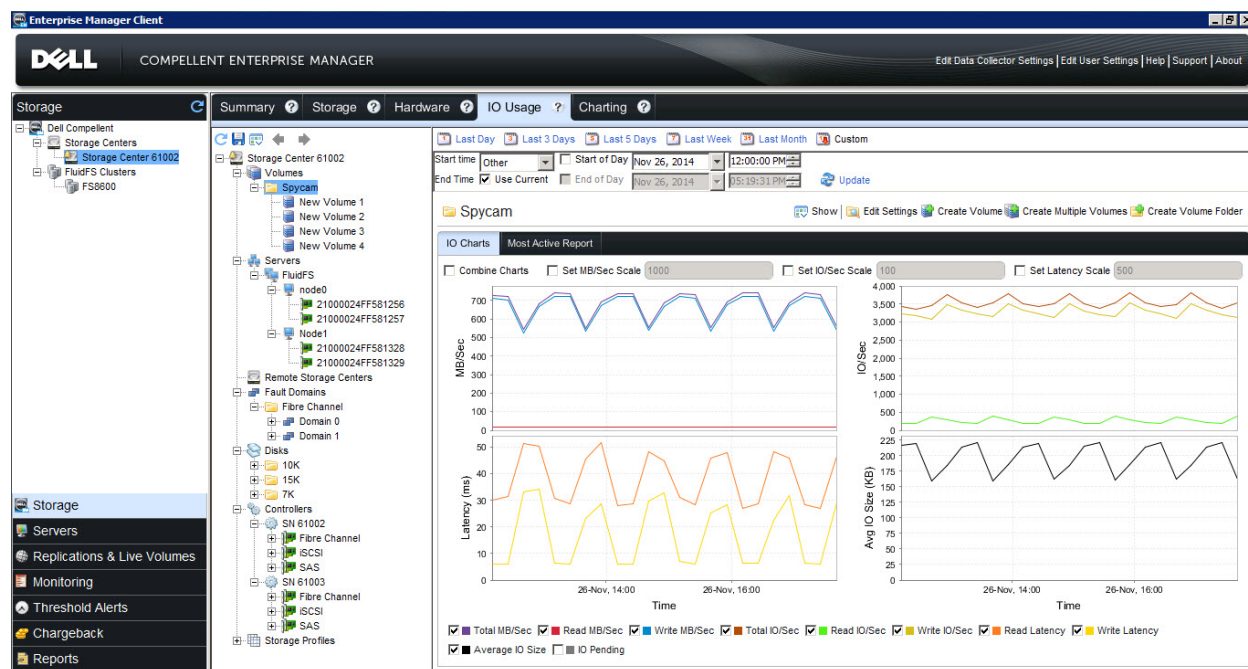 Enterprise Manager Client
DELL COMPELLENT ENTERPRISE MANAGER
Edit Data Collector Settings | Edit User Settings | Help | Support | About
Storage
Dell Compellent
Storage Centers
Storage Center 61002
FluidFS Clusters
FS8600
Storage
Servers
Replications & Live Volumes
Monitoring
Threshold Alerts
Chargeback
Reports
Summary ? Storage ? Hardware ? IO Usage ? Charting ?
Storage Center 61002
Volumes
Spycam
New Volume 1
New Volume 2
New Volume 3
New Volume 4
Servers
FluidFS
node0
21000024FF581256
21000024FF581257
Node1
21000024FF581328
21000024FF581329
Remote Storage Centers
Fault Domains
Fibre Channel
Domain 0
Domain 1
Disks
10K
15K
7K
Controllers
SN 61002
Fibre Channel
iSCSI
SAS
SN 61003
Fibre Channel
iSCSI
SAS
Storage Profiles
Last Day Last 3 Days Last 5 Days Last Week Last Month Custom
Start time Other Start of Day Nov 26, 2014 12:00:00 PM
End Time Use Current End of Day Nov 26, 2014 05:19:31 PM Update
Spycam Show | Edit Settings Create Volume Create Multiple Volumes Create Volume Folder
IO Charts Most Active Report
Combine Charts Set MB/Sec Scale 1000 Set IO/Sec Scale 100 Set Latency Scale 500
MB/Sec
700
600
500
400
300
200
100
0
IO/Sec
4,000
3,500
3,000
2,500
2,000
1,500
1,000
500
0
Latency (ms)
50
40
30
20
10
0
26-Nov, 14:00 26-Nov, 16:00
Time
Avg IO Size (KB)
225
200
175
150
125
100
75
50
25
0
26-Nov, 14:00 26-Nov, 16:00
Time
Total MB/Sec Read MB/Sec Write MB/Sec Total IO/Sec Read IO/Sec Write IO/Sec Read Latency Write Latency
Average IO Size IO Pending